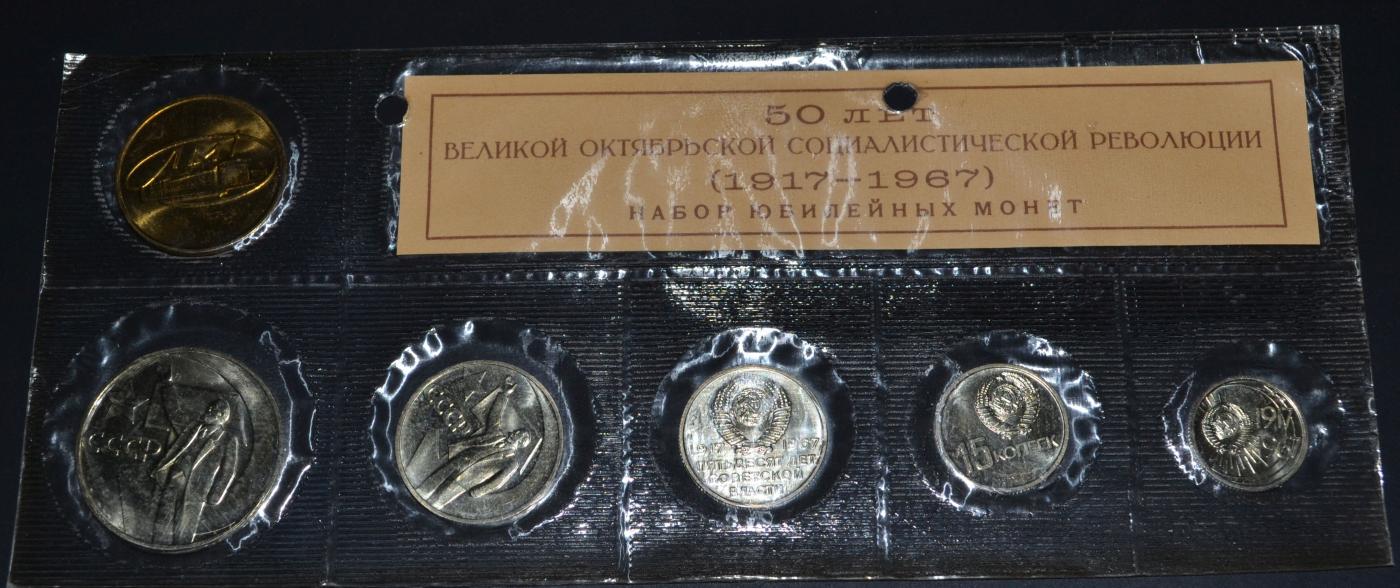 50 ЛЕТ
ВЕЛИКОЙ ОКТЯБРЬСКОЙ СОЦИАЛИСТИЧЕСКОЙ РЕВОЛЮЦИИ
(1917—1967)
НАБОР ЮБИЛЕЙНЫХ МОНЕТ
СССР
СССР
1917 1967
ПЯТЬДЕСЯТ ЛЕТ
СОВЕТСКОЙ
ВЛАСТИ
15 КОПЕЕК